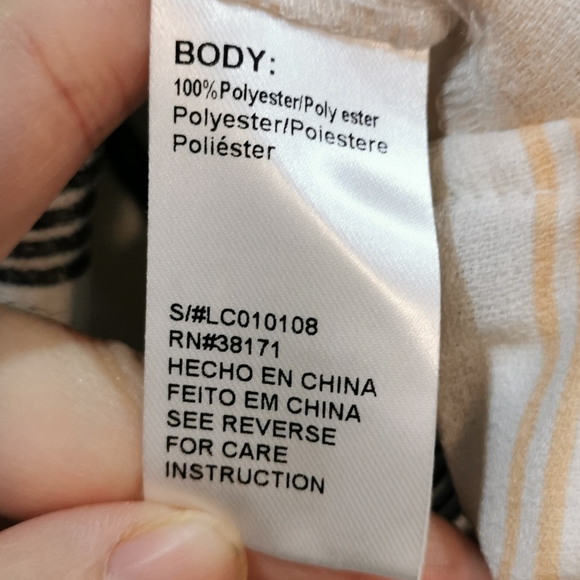 BODY:
100%Polyester/Poly ester
Polyester/Poiestere
Poliéster
S/#LC010108
RN#38171
HECHO EN CHINA
FEITO EM CHINA
SEE REVERSE
FOR CARE
INSTRUCTION